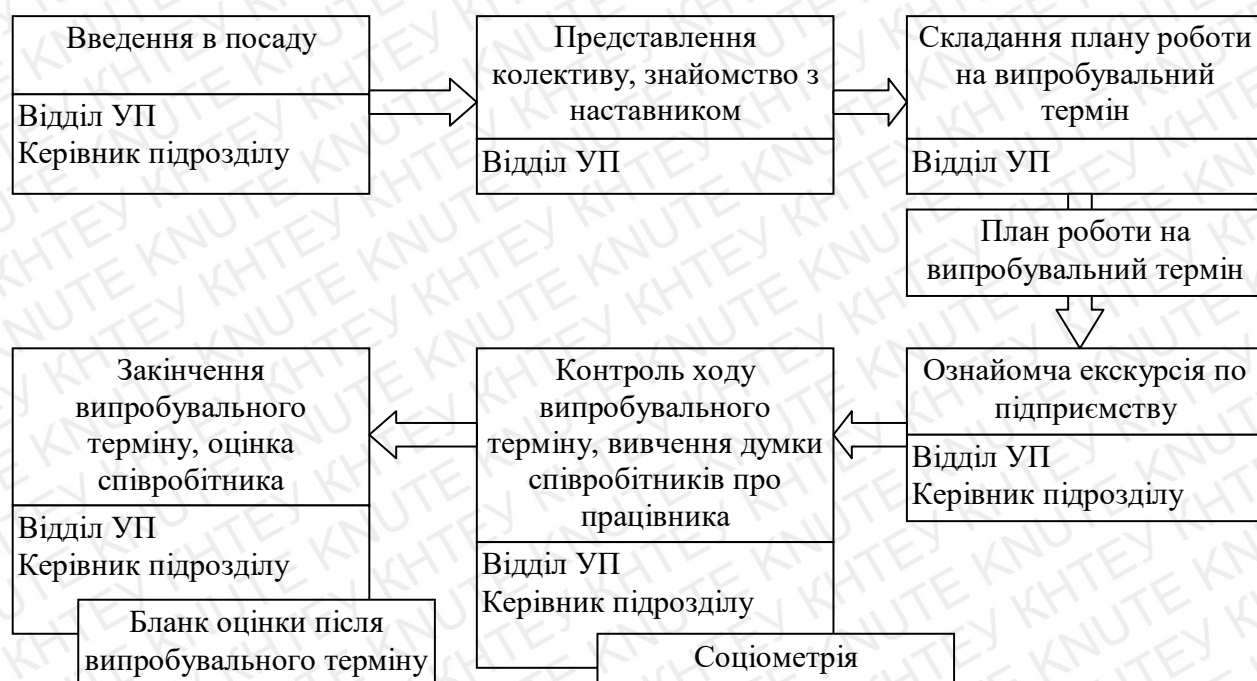 Введення в посаду
Відділ УП
Керівник підрозділу
Представлення
колективу, знайомство з
наставником
Відділ УП
Складання плану роботи
на випробувальний
термін
Відділ УП
План роботи на
випробувальний термін
Ознайомча екскурсія по
підприємству
Відділ УП
Керівник підрозділу
Контроль ходу
випробувального
терміну, вивчення думки
співробітників про
працівника
Відділ УП
Керівник підрозділу
Соціометрія
Закінчення
випробувального
терміну, оцінка
співробітника
Відділ УП
Керівник підрозділу
Бланк оцінки після
випробувального терміну